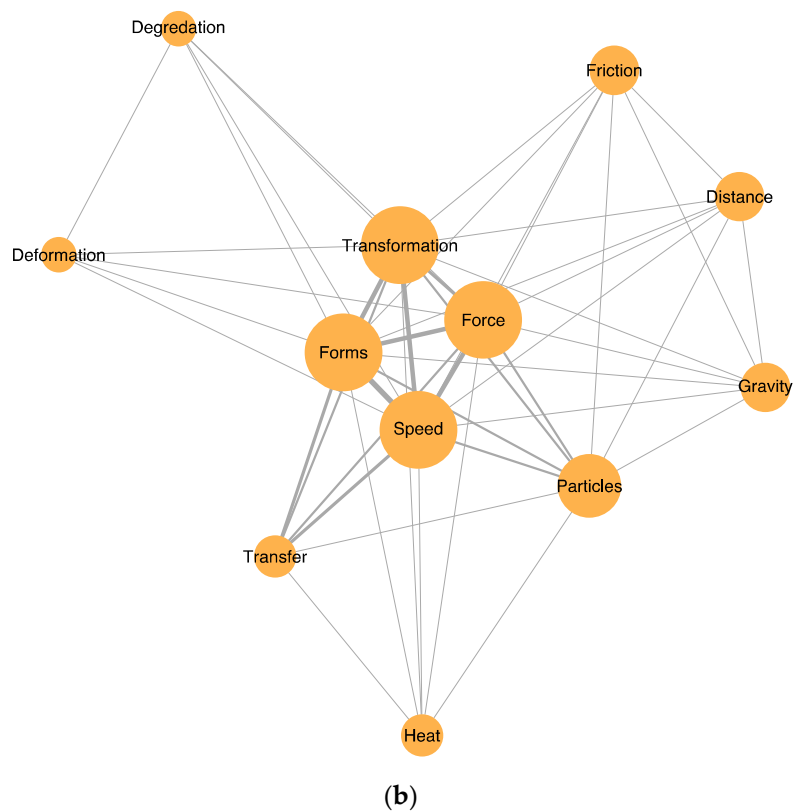 Degredation
Friction
Distance
Transformation
Deformation
Force
Forms
Gravity
Speed
Particles
Transfer
Heat
(b)